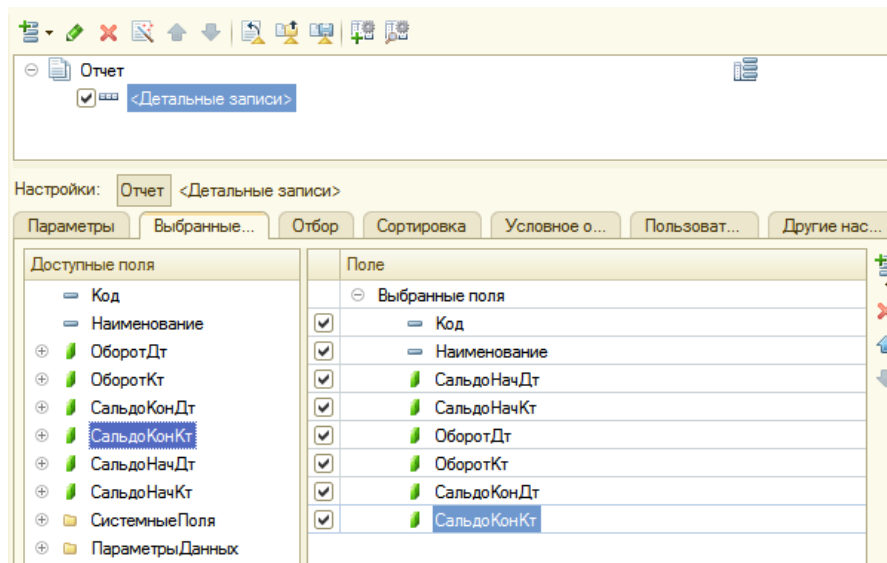 Отчет
<Детальные записи>
Настройки: Отчет <Детальные записи>
Параметры Выбранные... Отбор Сортировка Условное о... Пользоват... Другие нас...
Доступные поля Поле
Код Выбранные поля
Наименование Код
ОборотДт Наименование
ОборотКт СальдоНачДт
СальдоКонДт СальдоНачКт
СальдоКонКт ОборотДт
СальдоНачДт ОборотКт
СальдоНачКт СальдоКонДт
СистемныеПоля СальдоКонКт
ПараметрыДанных